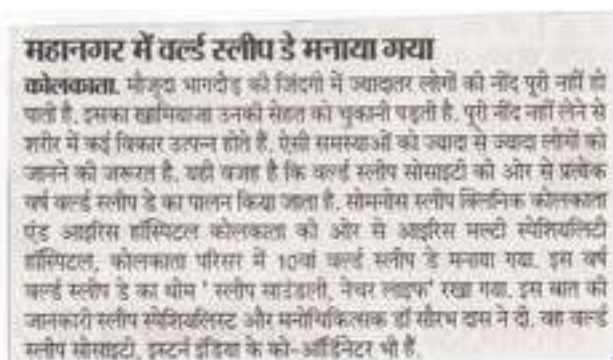 महानगर में वर्ल्ड स्लीप डे मनाया गया
कोलकाता. मौजूदा भागदौड़ की जिंदगी में ज्यादातर लोगों की नींद पूरी नहीं हो
पाती है. इसका खामियाजा उनकी सेहत को चुकानी पड़ती है. पूरी नींद नहीं लेने से
शरीर में कई विकार उत्पन्न होते हैं. ऐसी समस्याओं को ज्यादा से ज्यादा लोगों को
जानने की जरूरत है. यही वजह है कि वर्ल्ड स्लीप सोसाइटी की ओर से प्रत्येक
वर्ष वर्ल्ड स्लीप डे का पालन किया जाता है. सोमनोस स्लीप क्लिनिक कोलकाता
एंड आइरिस हॉस्पिटल कोलकाता की ओर से आइरिस मल्टी स्पेशियलिटी
हॉस्पिटल, कोलकाता परिसर में 10वां वर्ल्ड स्लीप डे मनाया गया. इस वर्ष
वर्ल्ड स्लीप डे का थीम ' स्लीप साउंडली, नेचर लाइफ' रखा गया. इस बात की
जानकारी स्लीप स्पेशियलिस्ट और मनोचिकित्सक डॉ सौरभ दास ने दी. वह वर्ल्ड
स्लीप सोसाइटी, इस्टर्न इंडिया के को-ऑर्डिनेटर भी हैं.